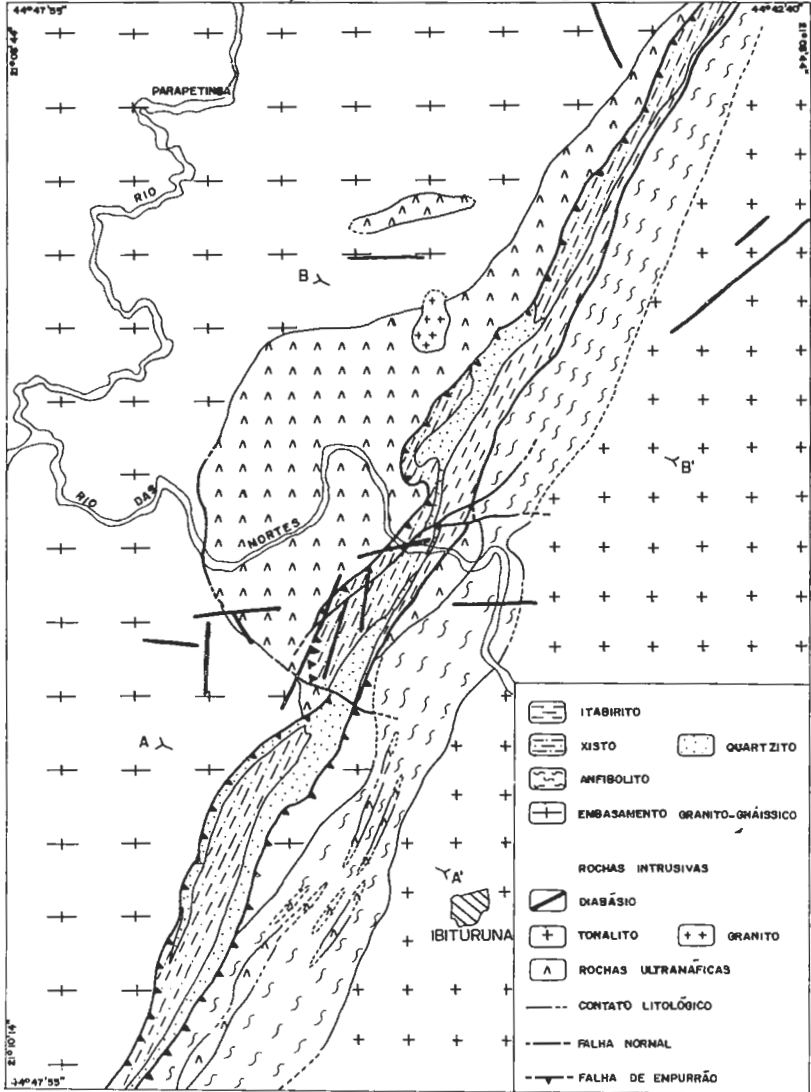 44°47'55"
44°42'40"
21°08'44"
21°08'44"
PARAPETINGA
RIO
B
B'
RIO DAS MORTES
A
A'
IBITURUNA
ITABIRITO
XISTO
QUARTZITO
ANFIBOLITO
EMBASAMENTO GRANITO-GNÁISSICO
ROCHAS INTRUSIVAS
DIABÁSIO
TONALITO
GRANITO
ROCHAS ULTRAMÁFICAS
CONTATO LITOLÓGICO
FALHA NORMAL
FALHA DE EMPURRÃO
21°10'14"
44°47'55"